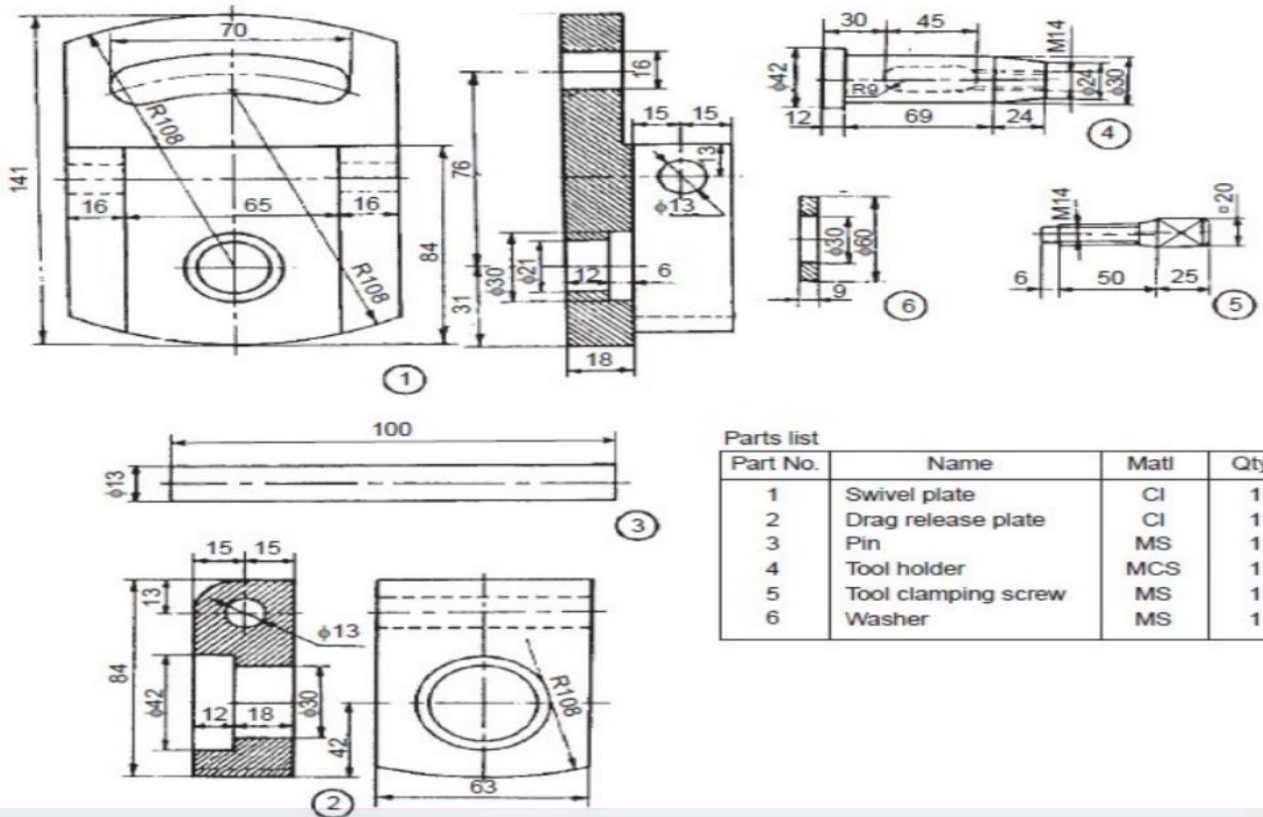 70
R108
141
16
65
16
84
R108
1
16
15
15
13
76
φ13
φ30
φ21
12
6
31
18
30
45
M14
φ42
R9
φ24
φ30
12
69
24
4
φ30
φ60
9
6
M14
□20
6
50
25
5
100
φ13
3
15
15
13
φ13
84
φ42
12
18
φ30
42
R108
63
2
Parts list
Part No. Name Matl Qty
1 Swivel plate CI 1
2 Drag release plate CI 1
3 Pin MS 1
4 Tool holder MCS 1
5 Tool clamping screw MS 1
6 Washer MS 1